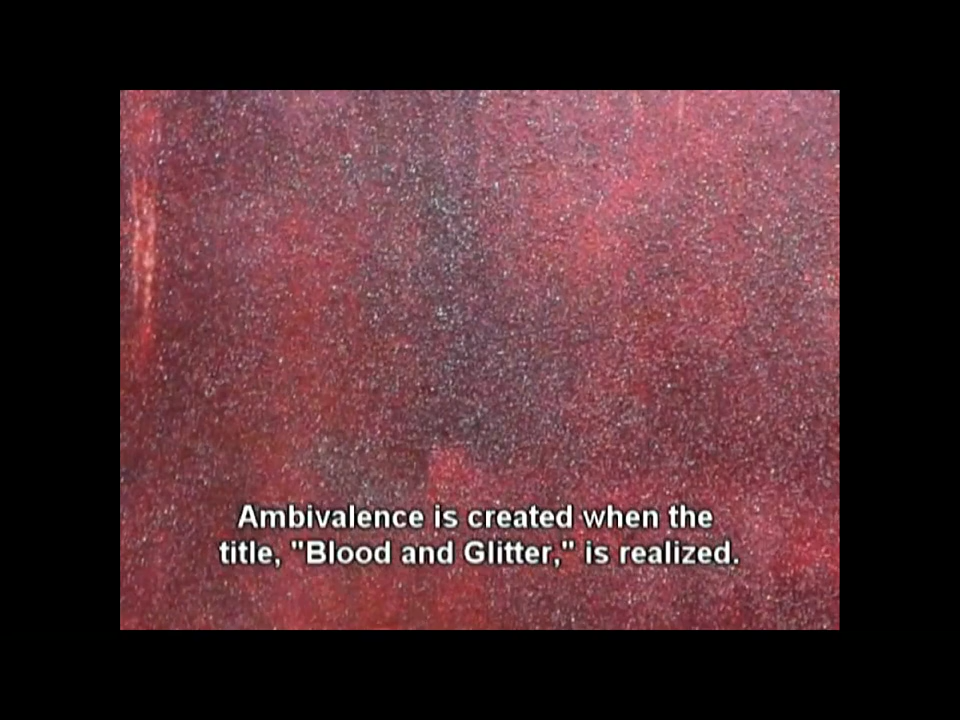 Ambivalence is created when the
title, "Blood and Glitter," is realized.